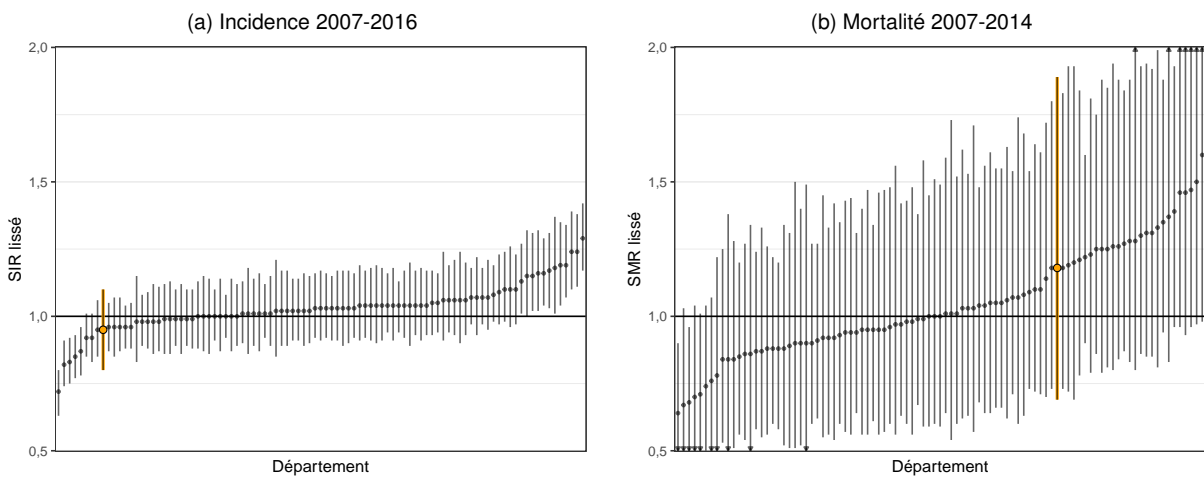 (a) Incidence 2007-2016
2,0
1,5
1,0
0,5
SIR lissé
Département
(b) Mortalité 2007-2014
2,0
1,5
1,0
0,5
SMR lissé
Département